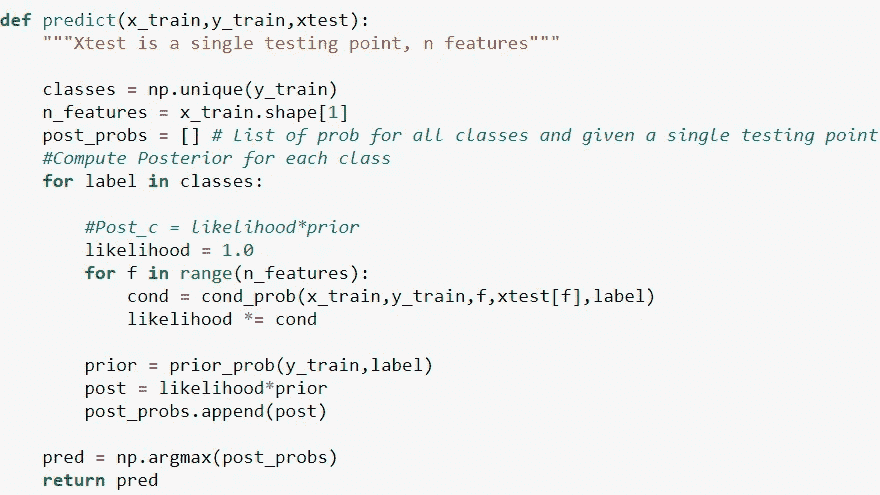 def predict(x_train,y_train,xtest):
    """Xtest is a single testing point, n features"""
    classes = np.unique(y_train)
    n_features = x_train.shape[1]
    post_probs = [] # List of prob for all classes and given a single testing point
    #Compute Posterior for each class
    for label in classes:
        #Post_c = likelihood*prior
        likelihood = 1.0
        for f in range(n_features):
            cond = cond_prob(x_train,y_train,f,xtest[f],label)
            likelihood *= cond
        prior = prior_prob(y_train,label)
        post = likelihood*prior
        post_probs.append(post)
    pred = np.argmax(post_probs)
    return pred